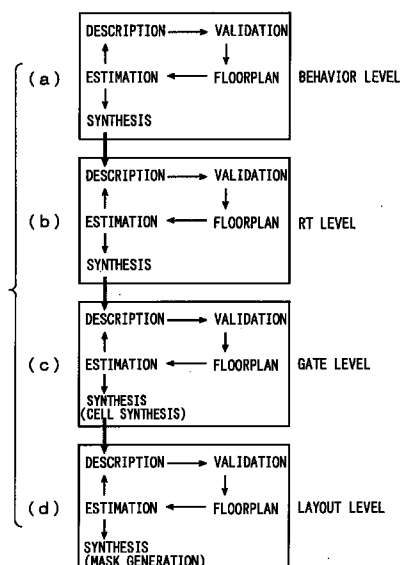 DESCRIPTION VALIDATION
(a) ESTIMATION FLOORPLAN BEHAVIOR LEVEL
SYNTHESIS
DESCRIPTION VALIDATION
(b) ESTIMATION FLOORPLAN RT LEVEL
SYNTHESIS
DESCRIPTION VALIDATION
(c) ESTIMATION FLOORPLAN GATE LEVEL
SYNTHESIS
(CELL SYNTHESIS)
DESCRIPTION VALIDATION
(d) ESTIMATION FLOORPLAN LAYOUT LEVEL
SYNTHESIS
(MASK GENERATION)